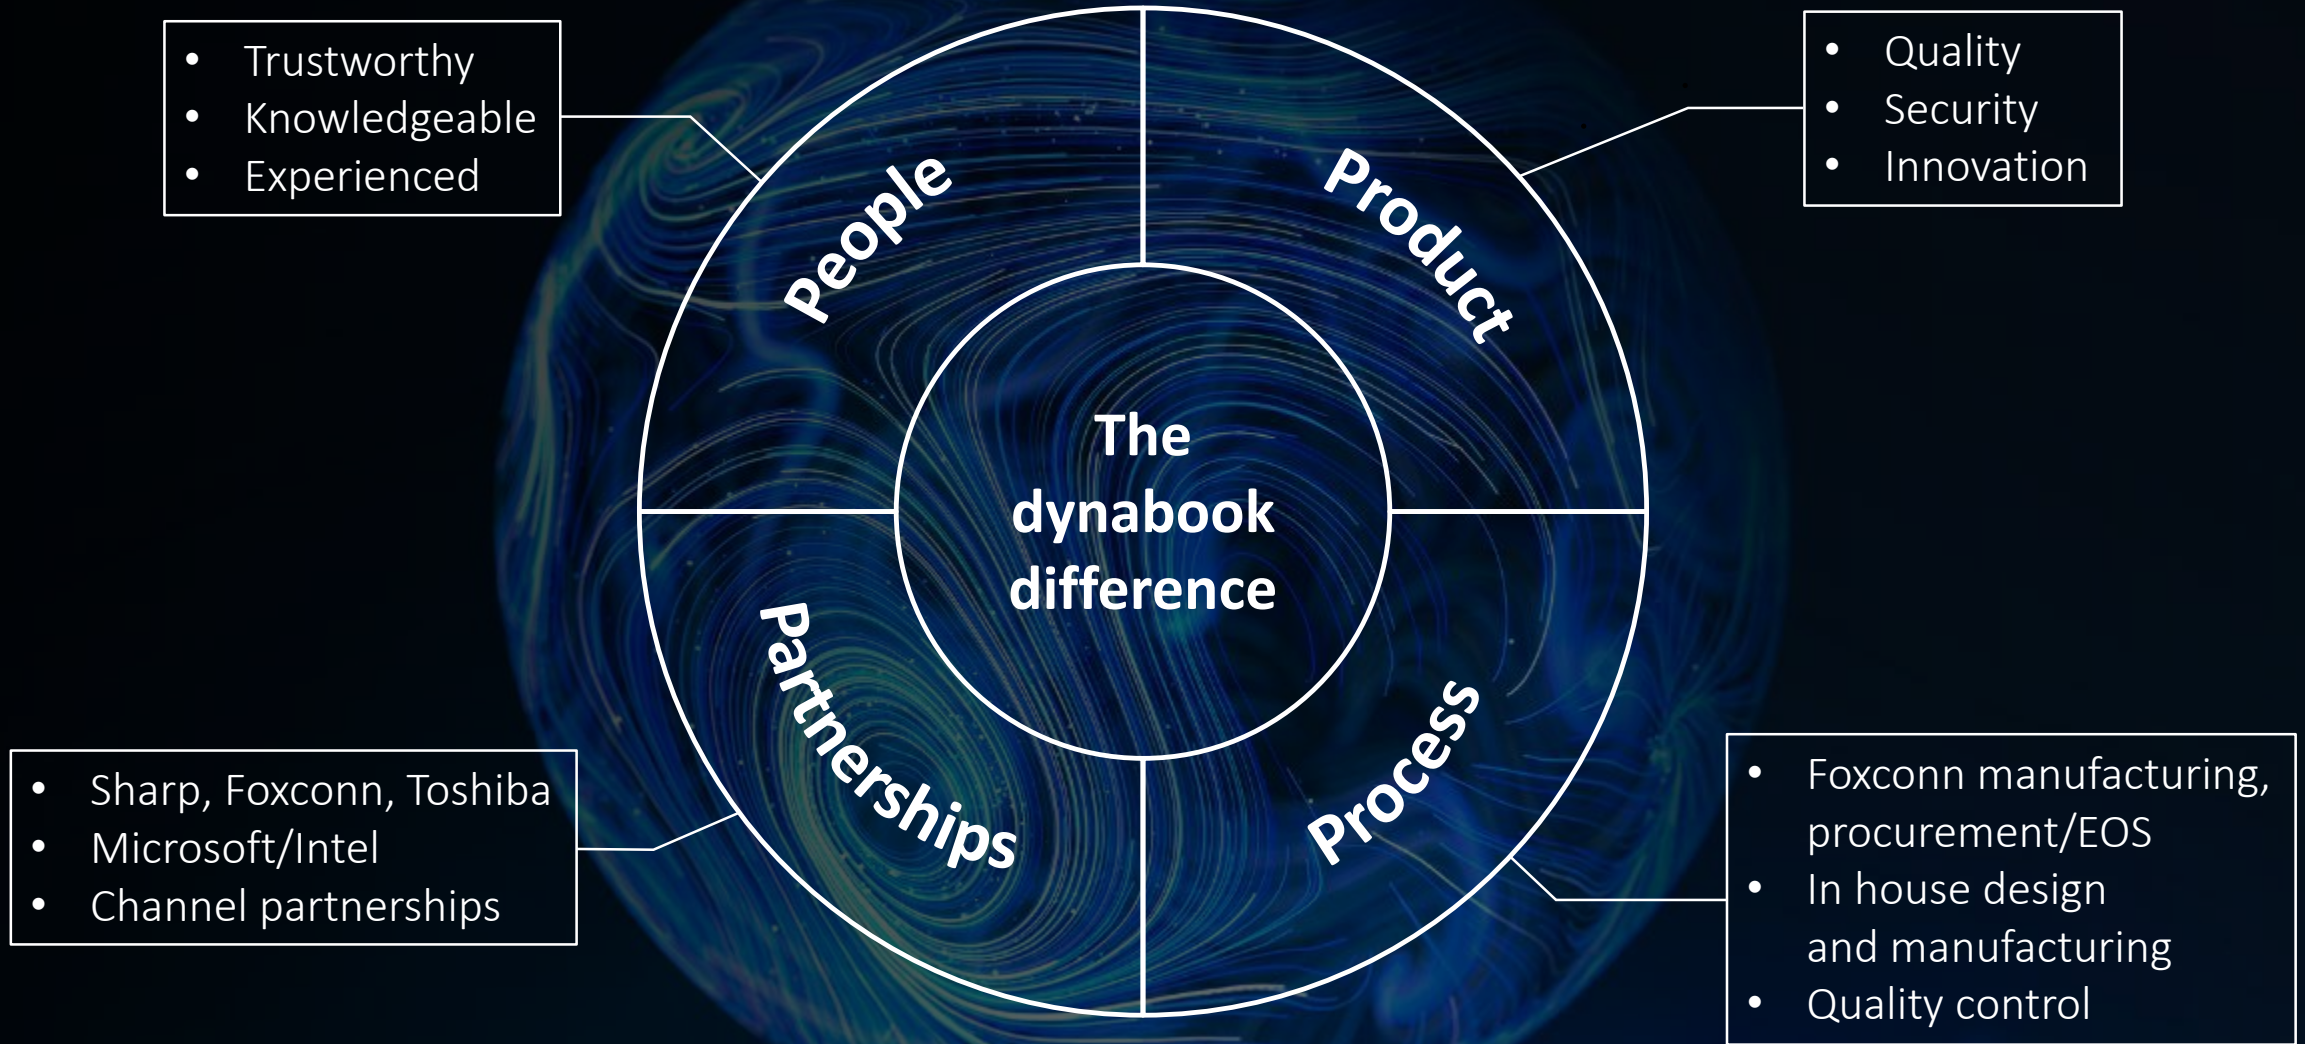 • Trustworthy
• Knowledgeable
• Experienced
• Quality
• Security
• Innovation
People
Product
The
dynabook
difference
Partnerships
Process
• Sharp, Foxconn, Toshiba
• Microsoft/Intel
• Channel partnerships
• Foxconn manufacturing,
procurement/EOS
• In house design
and manufacturing
• Quality control